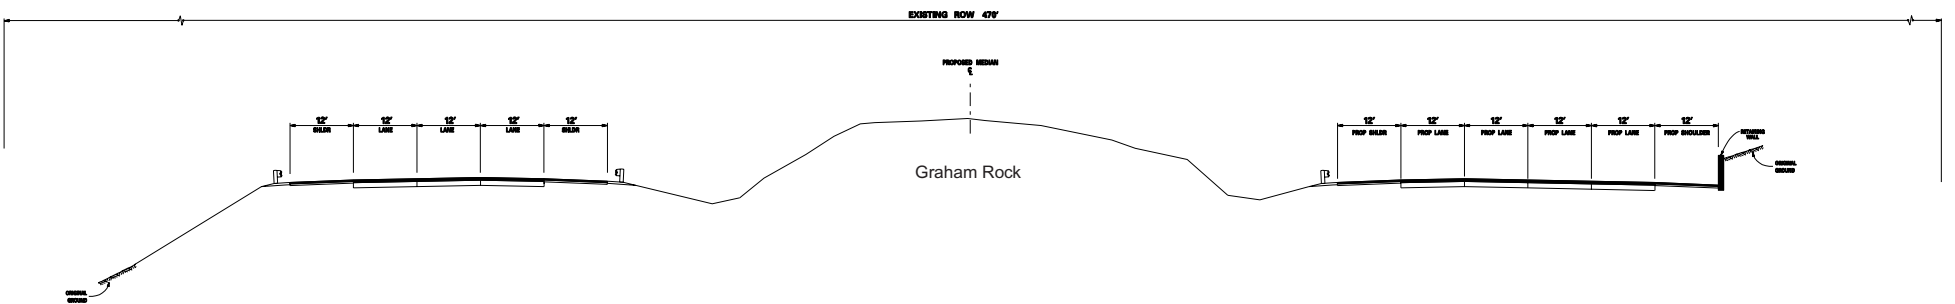 EXISTING ROW 470'
PROPOSED MEDIAN
℄
12' 12' 12' 12' 12'
SHLDR LANE LANE LANE SHLDR
12' 12' 12' 12' 12' 12'
PROP SHLDR PROP LANE PROP LANE PROP LANE PROP LANE PROP SHOULDER
RETAINING
WALL
ORIGINAL
GROUND
Graham Rock
ORIGINAL
GROUND